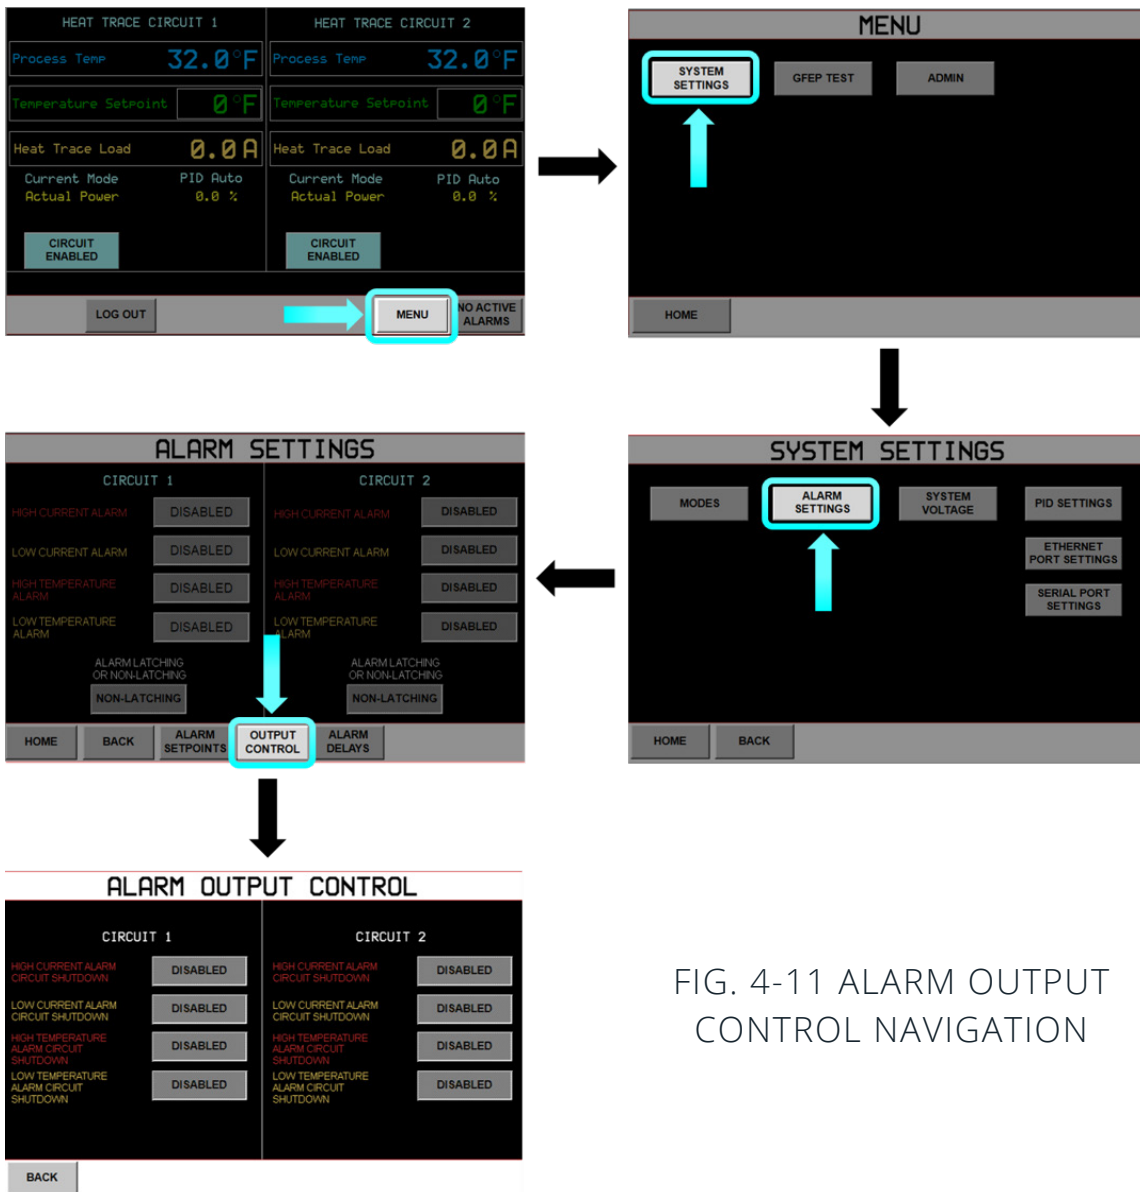 HEAT TRACE CIRCUIT 1
HEAT TRACE CIRCUIT 2
Process Temp 32.0°F
Process Temp 32.0°F
Temperature Setpoint 0°F
Temperature Setpoint 0°F
Heat Trace Load 0.0A
Heat Trace Load 0.0A
Current Mode PID Auto
Actual Power 0.0 %
Current Mode PID Auto
Actual Power 0.0 %
CIRCUIT
ENABLED
CIRCUIT
ENABLED
LOG OUT
MENU
NO ACTIVE
ALARMS
MENU
SYSTEM
SETTINGS
GFEP TEST
ADMIN
HOME
SYSTEM SETTINGS
MODES
ALARM
SETTINGS
SYSTEM
VOLTAGE
PID SETTINGS
ETHERNET
PORT SETTINGS
SERIAL PORT
SETTINGS
HOME
BACK
ALARM SETTINGS
CIRCUIT 1
HIGH CURRENT ALARM DISABLED
LOW CURRENT ALARM DISABLED
HIGH TEMPERATURE
ALARM
DISABLED
LOW TEMPERATURE
ALARM
DISABLED
ALARM LATCHING
OR NON-LATCHING
NON-LATCHING
CIRCUIT 2
HIGH CURRENT ALARM DISABLED
LOW CURRENT ALARM DISABLED
HIGH TEMPERATURE
ALARM
DISABLED
LOW TEMPERATURE
ALARM
DISABLED
ALARM LATCHING
OR NON-LATCHING
NON-LATCHING
HOME
BACK
ALARM
SETPOINTS
OUTPUT
CONTROL
ALARM
DELAYS
ALARM OUTPUT CONTROL
CIRCUIT 1
HIGH CURRENT ALARM
CIRCUIT SHUTDOWN
DISABLED
LOW CURRENT ALARM
CIRCUIT SHUTDOWN
DISABLED
HIGH TEMPERATURE
ALARM CIRCUIT
SHUTDOWN
DISABLED
LOW TEMPERATURE
ALARM CIRCUIT
SHUTDOWN
DISABLED
CIRCUIT 2
HIGH CURRENT ALARM
CIRCUIT SHUTDOWN
DISABLED
LOW CURRENT ALARM
CIRCUIT SHUTDOWN
DISABLED
HIGH TEMPERATURE
ALARM CIRCUIT
SHUTDOWN
DISABLED
LOW TEMPERATURE
ALARM CIRCUIT
SHUTDOWN
DISABLED
BACK
FIG. 4-11 ALARM OUTPUT
CONTROL NAVIGATION